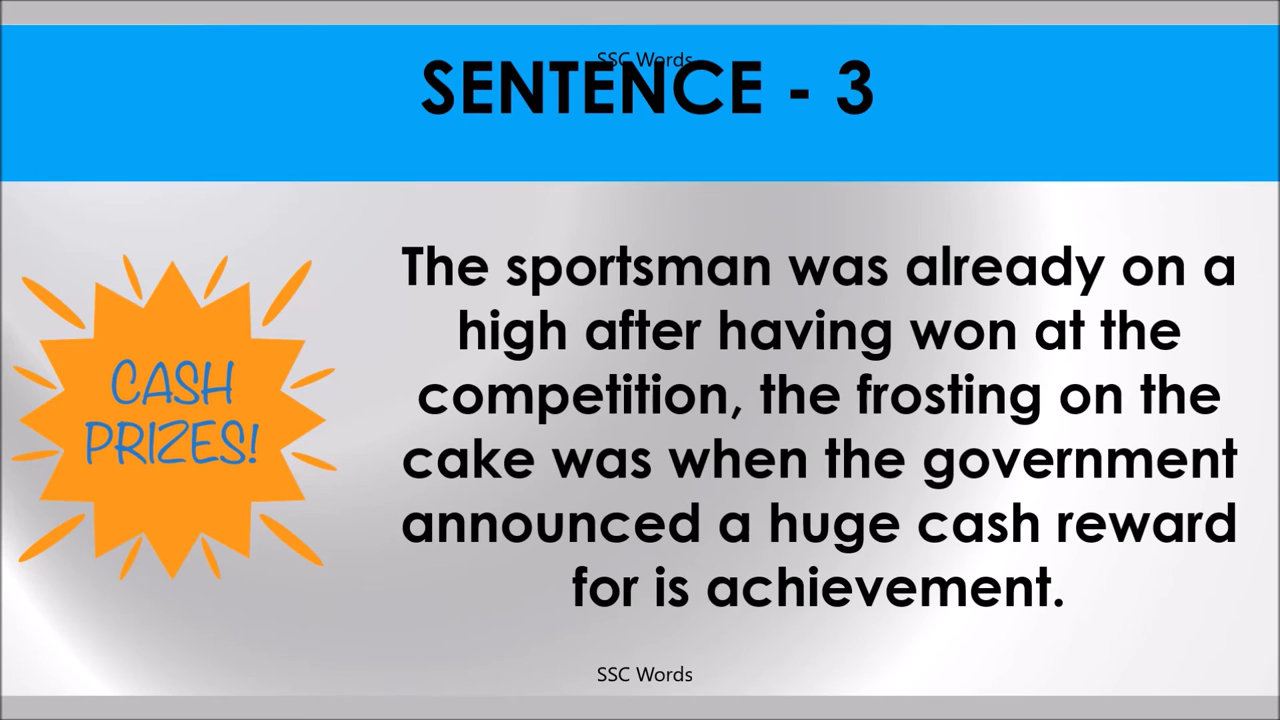 SSC Words
SENTENCE - 3
CASH
PRIZES!
The sportsman was already on a
high after having won at the
competition, the frosting on the
cake was when the government
announced a huge cash reward
for is achievement.
SSC Words